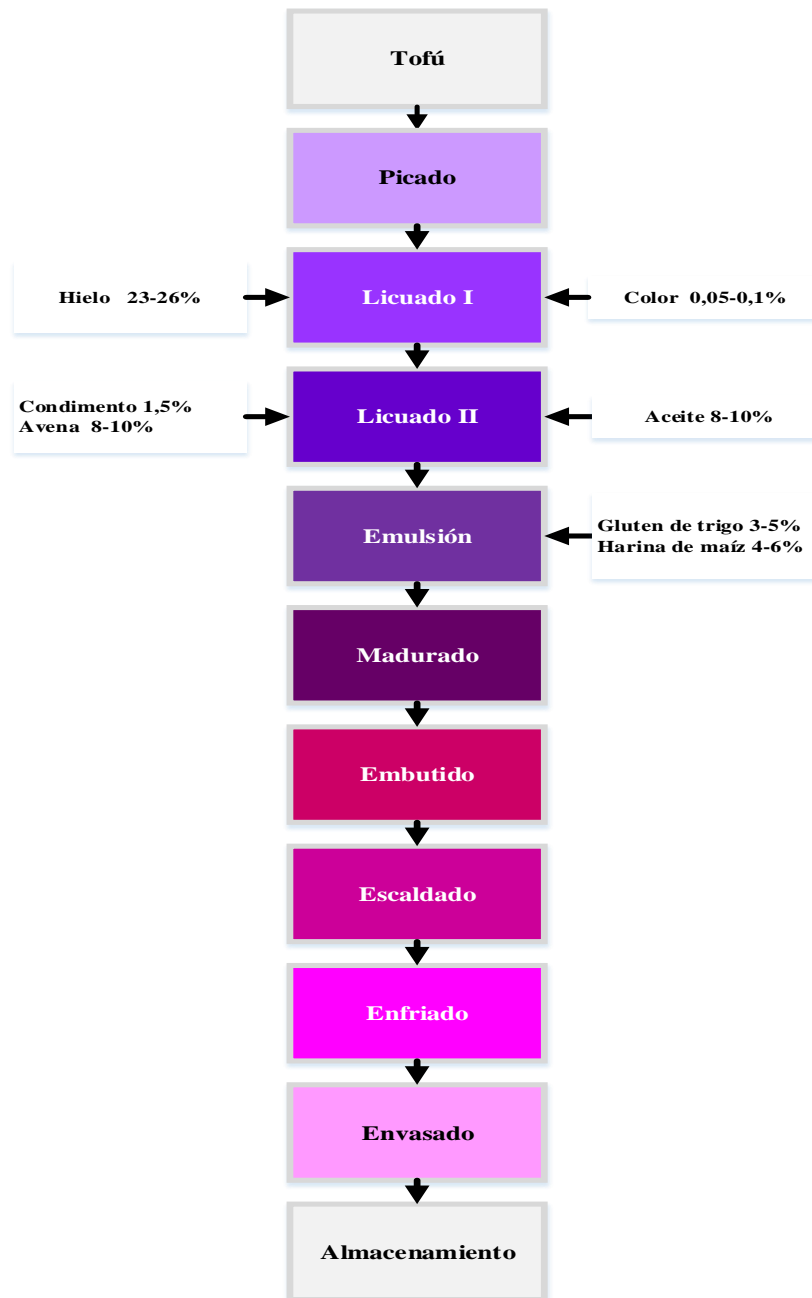 Tofú
Picado
Hielo 23-26%
Licuado I
Color 0,05-0,1%
Condimento 1,5%
Avena 8-10%
Licuado II
Aceite 8-10%
Emulsión
Gluten de trigo 3-5%
Harina de maíz 4-6%
Madurado
Embutido
Escaldado
Enfriado
Envasado
Almacenamiento